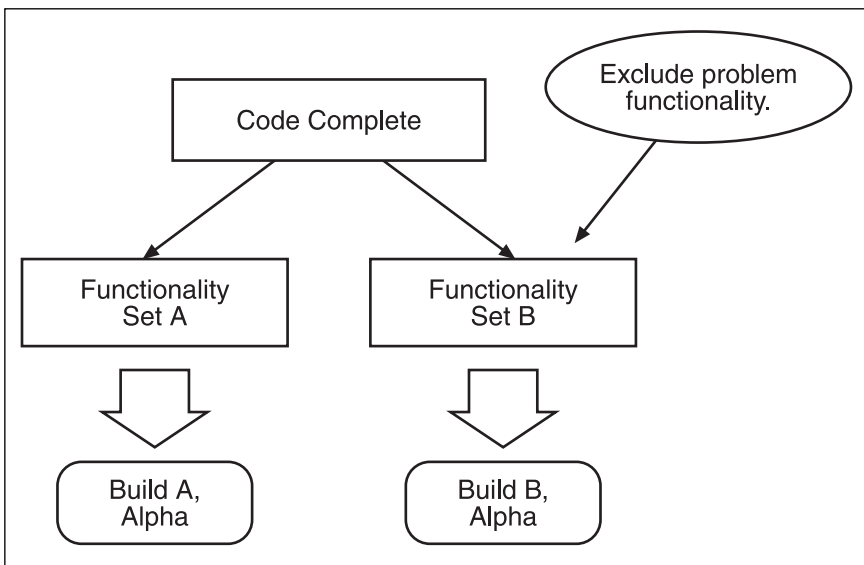 Exclude problem
functionality.
Code Complete
Functionality
Set A
Functionality
Set B
Build A,
Alpha
Build B,
Alpha